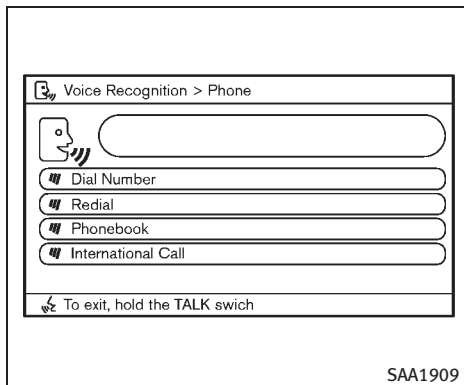 Voice Recognition > Phone
Dial Number
Redial
Phonebook
International Call
To exit, hold the TALK swich
SAA1909